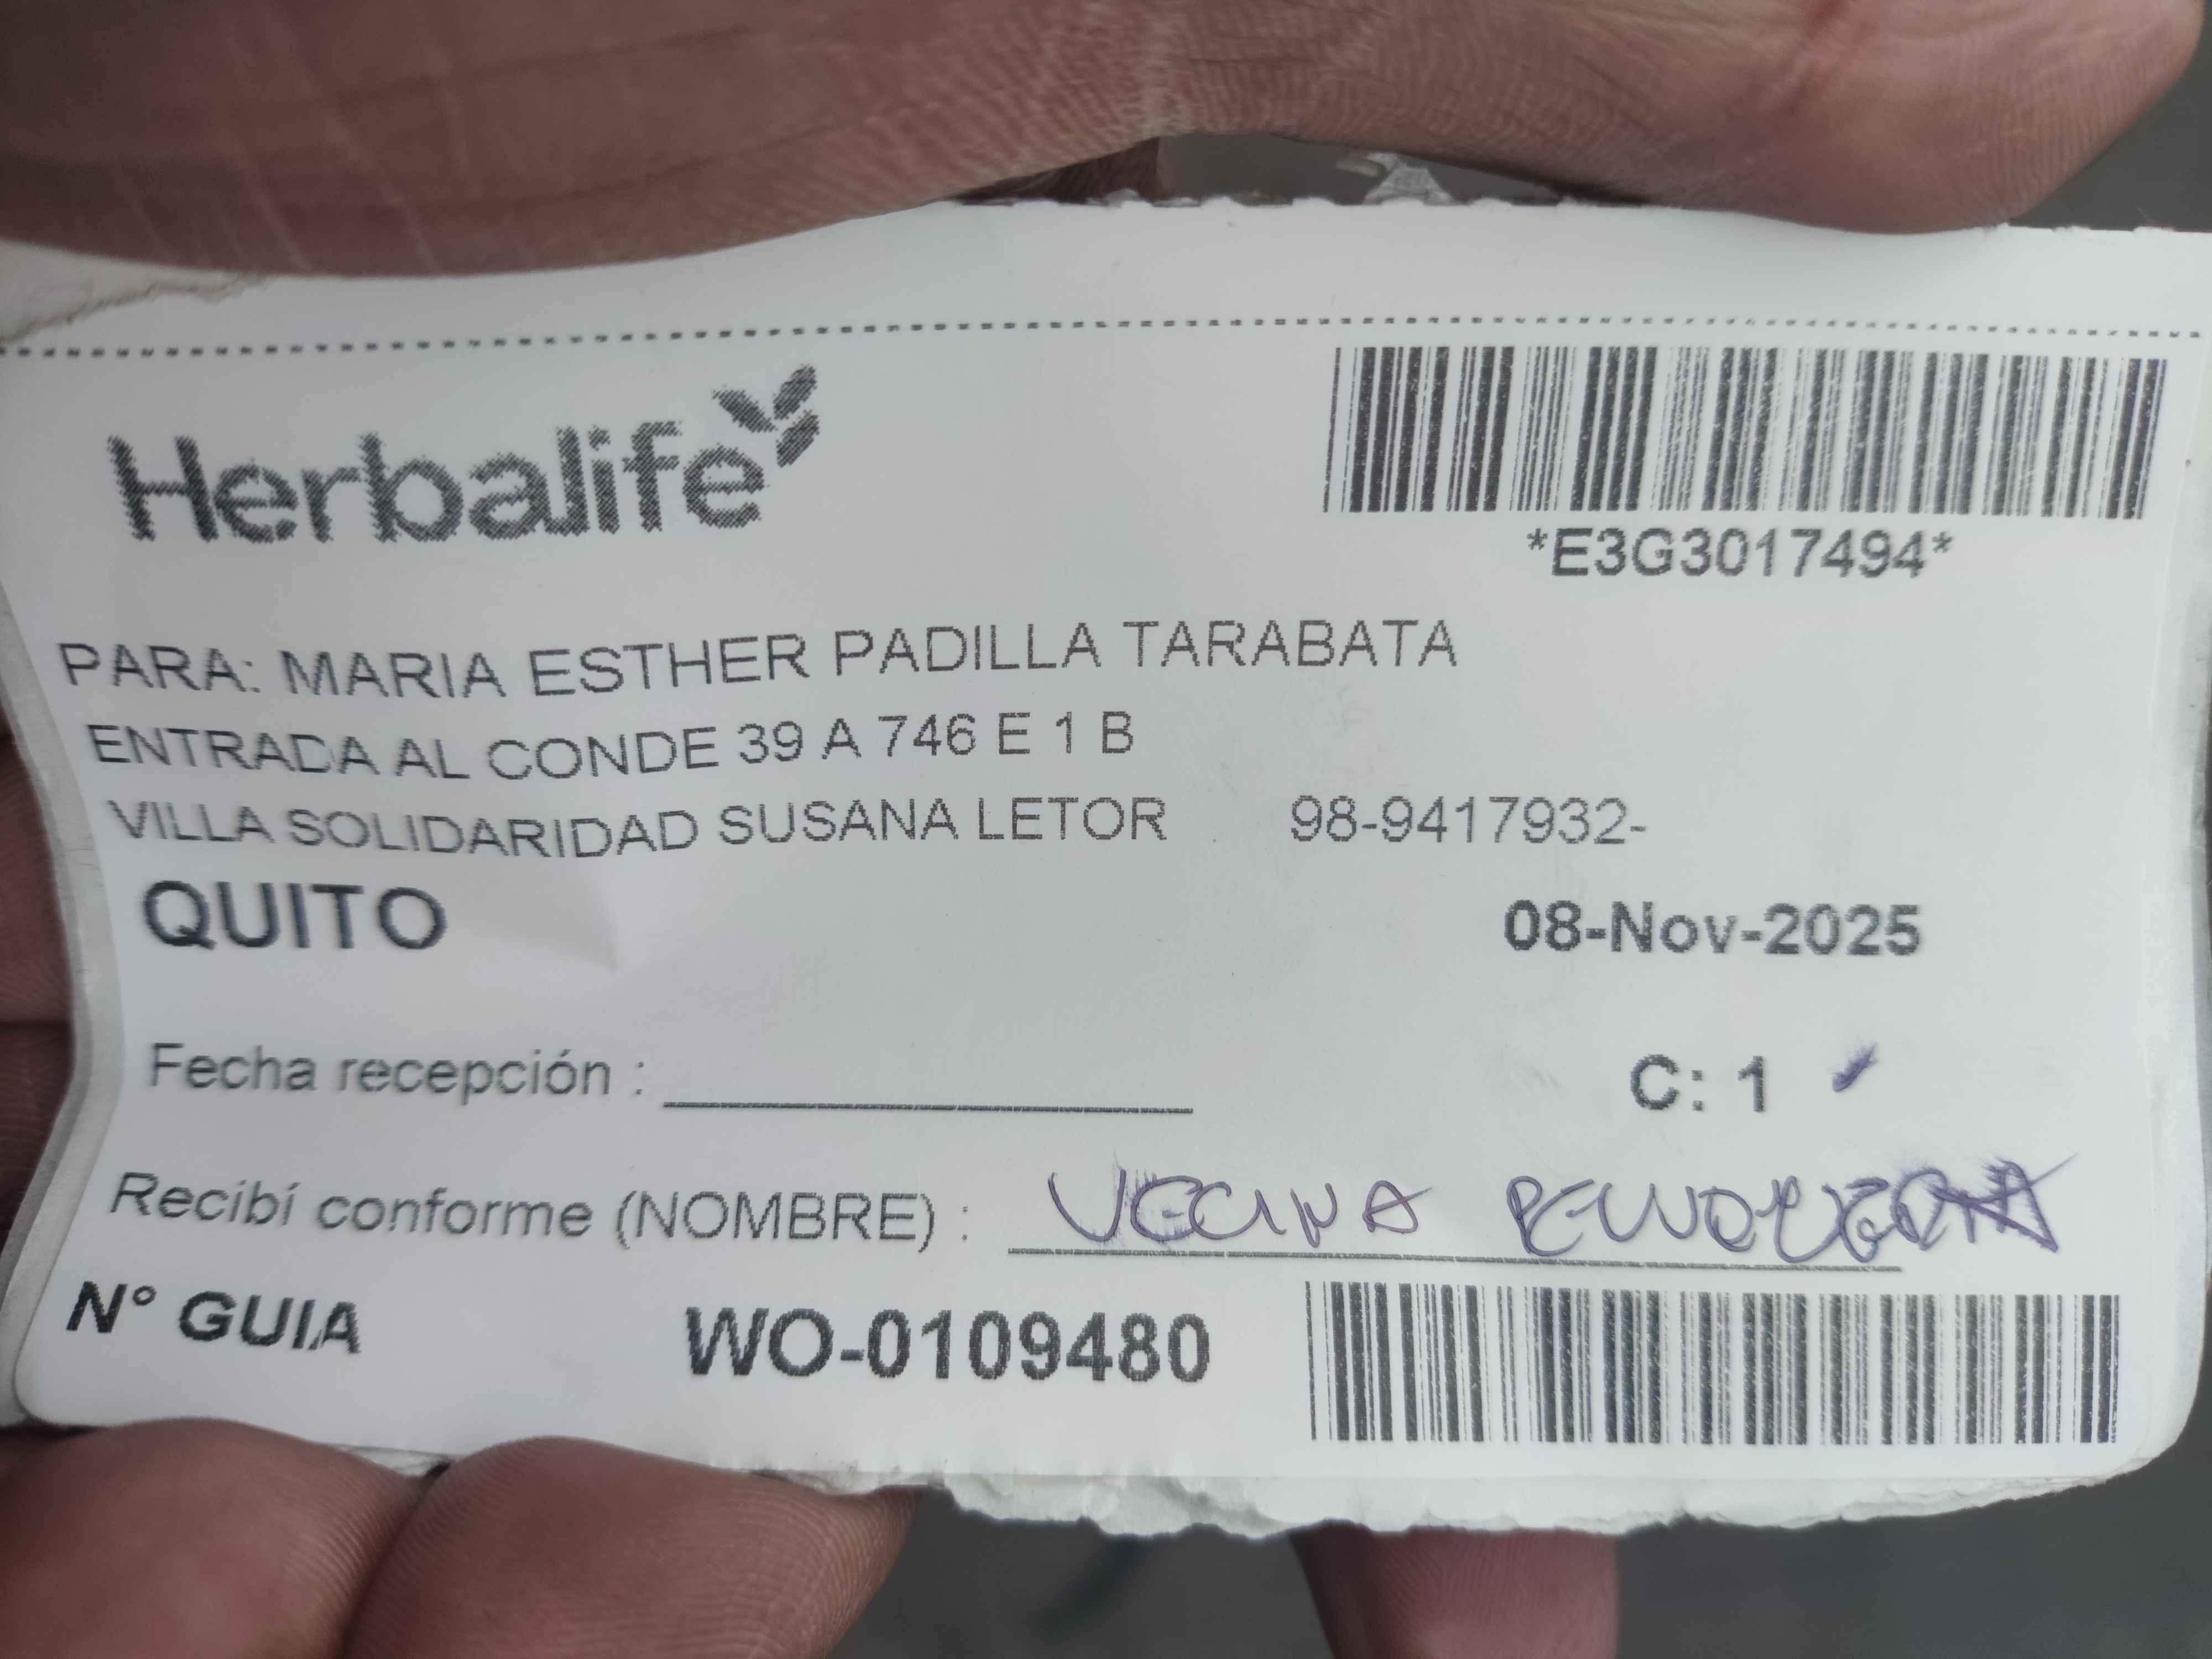 Herbalife
*E3G3017494*
PARA: MARIA ESTHER PADILLA TARABATA
ENTRADA AL CONDE 39 A 746 E 1 B
VILLA SOLIDARIDAD SUSANA LETOR 98-9417932-
QUITO
08-Nov-2025
Fecha recepción :
C: 1
Recibí conforme (NOMBRE) : VECINA
N° GUIA WO-0109480